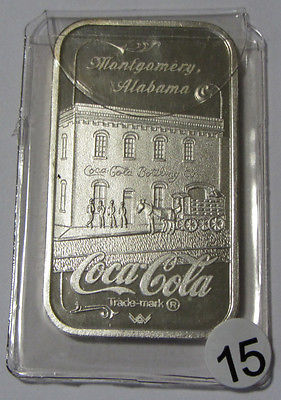 Montgomery,
Alabama
Coca-Cola Bottling Co
Coca-Cola
Trade-mark ®
15